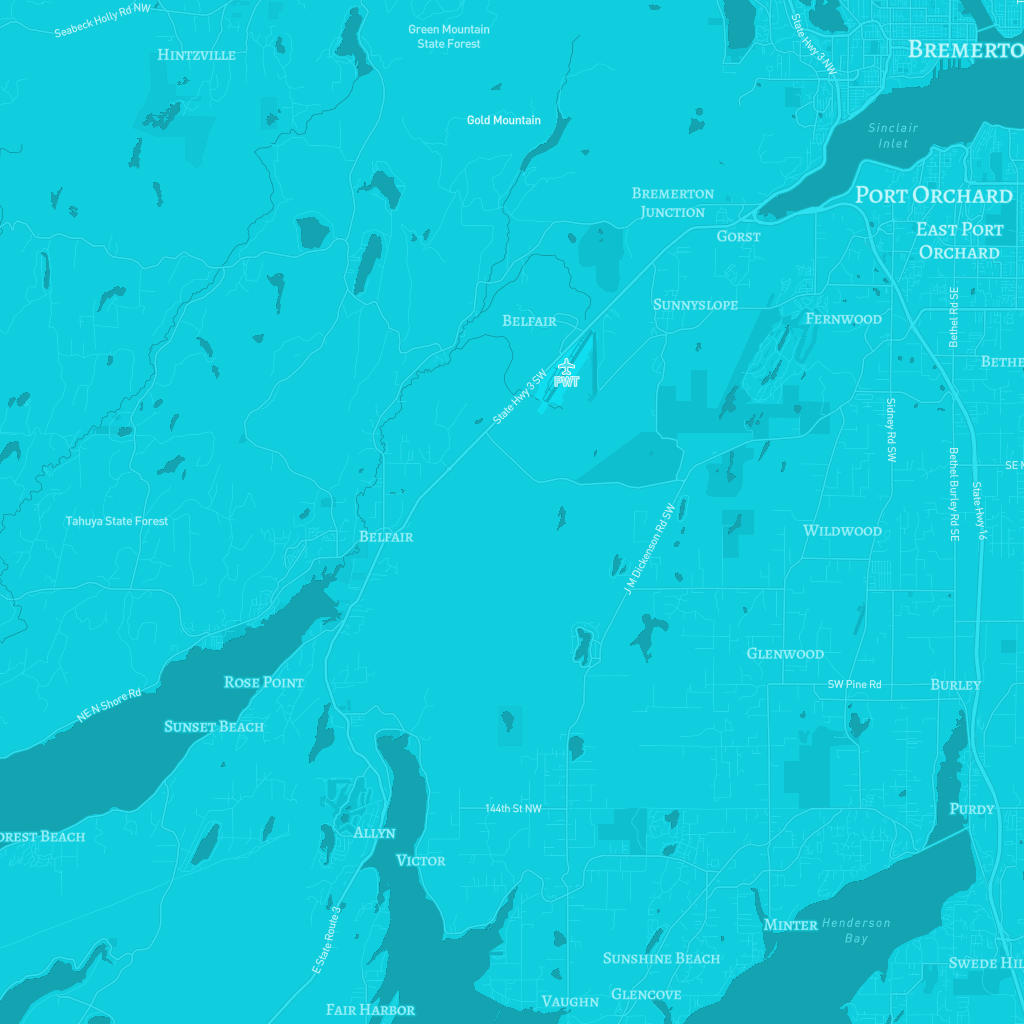 Seabeck Holly Rd NW
Green Mountain
State Forest
State Hwy 3 NW
Hintzville
Bremerto
Gold Mountain
Sinclair
Inlet
Bremerton
Junction
Port Orchard
Gorst
East Port
Orchard
Sunnyslope
Bethel Rd SE
Belfair
Fernwood
Bethe
PWT
State Hwy 3 SW
Sidney Rd SW
Bethel Burley Rd SE
SE M
State Hwy 16
Tahuya State Forest
Belfair
Wildwood
J M Dickenson Rd SW
Glenwood
Rose Point
SW Pine Rd
Burley
NE N Shore Rd
Sunset Beach
144th St NW
Purdy
orest Beach
Allyn
Victor
E State Route 3
Minter
Henderson
Bay
Sunshine Beach
Swede Hil
Glencove
Vaughn
Fair Harbor